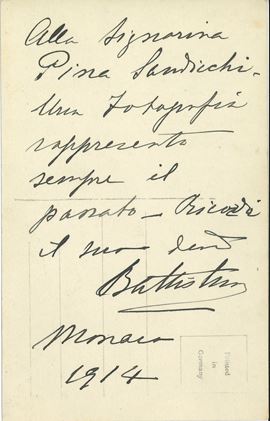 Alla Signorina
Pina Sandicchi -
Una Fotografia
rappresenta
sempre il
passato - Ricordi
il suo dev
Battistini
Monaco
1914
Printed
in
Germany